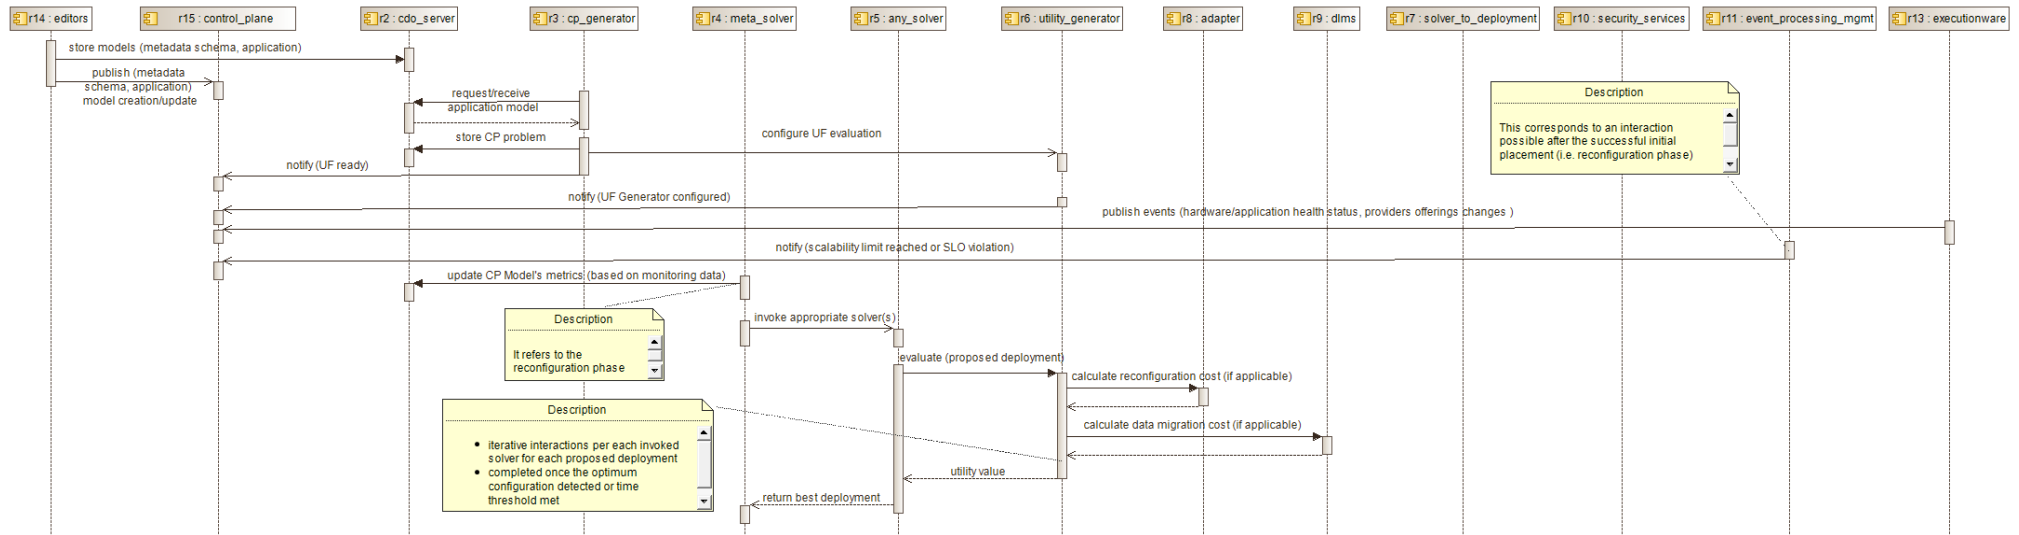 r14 : editors
r15 : control_plane
r2 : cdo_server
r3 : cp_generator
r4 : meta_solver
r5 : any_solver
r6 : utility_generator
r8 : adapter
r9 : dlms
r7 : solver_to_deployment
r10 : security_services
r11 : event_processing_mgmt
r13 : executionware
store models (metadata schema, application)
publish (metadata
schema, application)
model creation/update
request/receive
application model
store CP problem
configure UF evaluation
notify (UF ready)
notify (UF Generator configured)
Description
This corresponds to an interaction
possible after the successful initial
placement (i.e. reconfiguration phase)
publish events (hardware/application health status, providers offerings changes )
notify (scalability limit reached or SLO violation)
update CP Model's metrics (based on monitoring data)
Description
It refers to the
reconfiguration phase
invoke appropriate solver(s)
evaluate (proposed deployment)
calculate reconfiguration cost (if applicable)
calculate data migration cost (if applicable)
Description
• iterative interactions per each invoked
solver for each proposed deployment
• completed once the optimum
configuration detected or time
threshold met
utility value
return best deployment